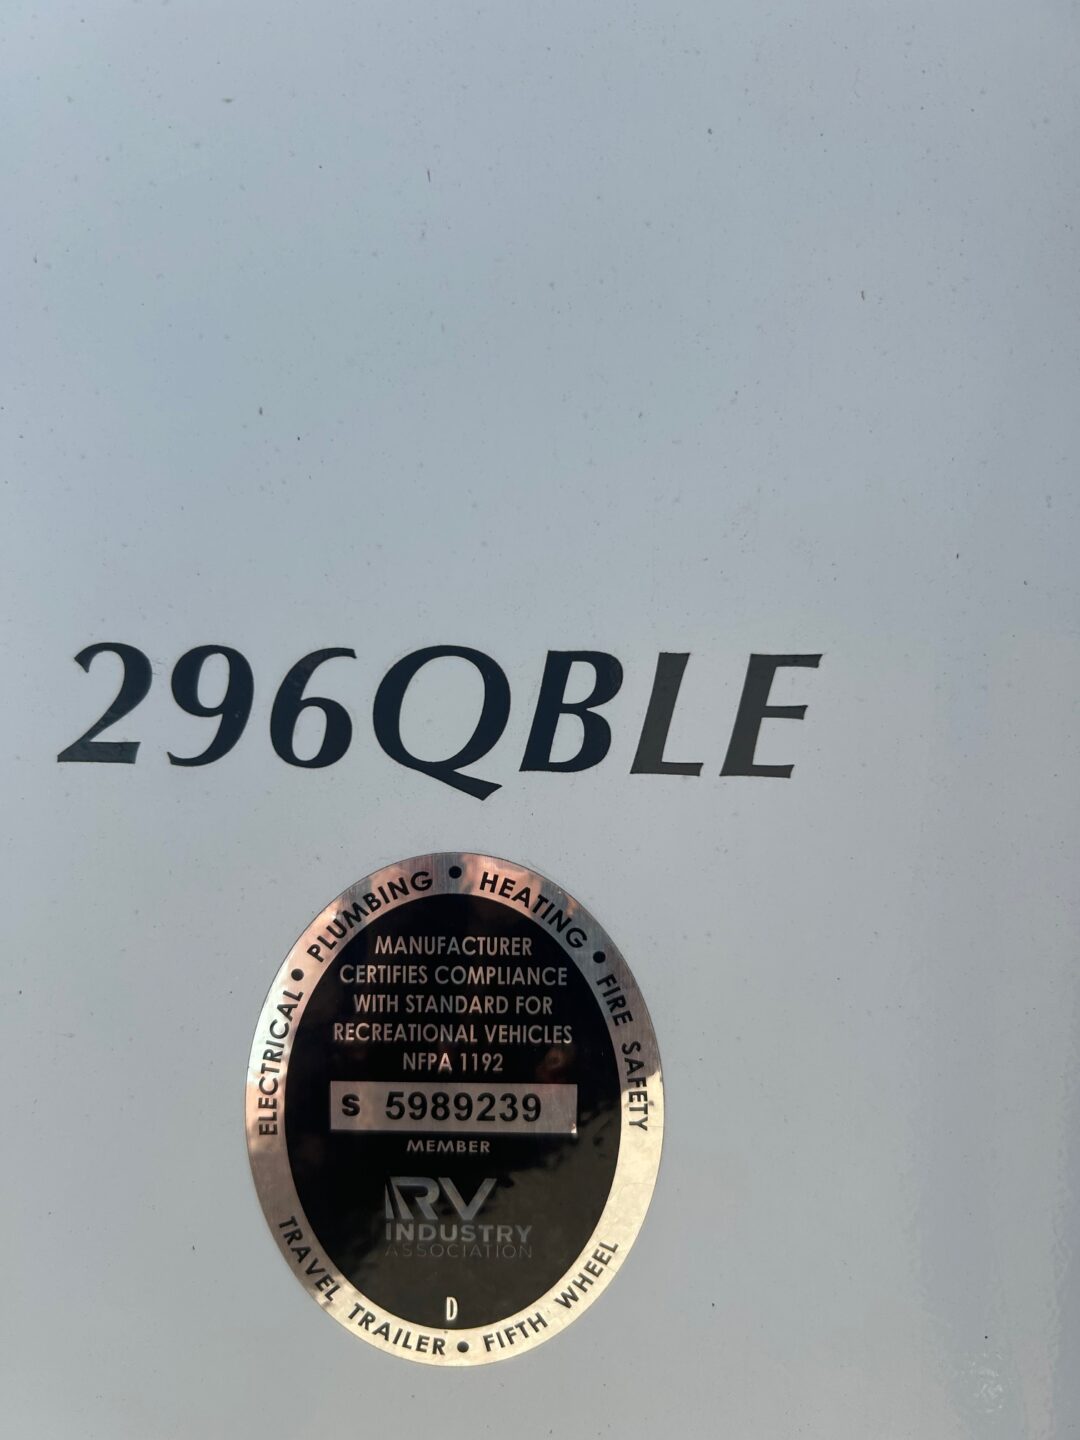 296QBLE
ELECTRICAL • PLUMBING • HEATING • FIRE SAFETY
MANUFACTURER
CERTIFIES COMPLIANCE
WITH STANDARD FOR
RECREATIONAL VEHICLES
NFPA 1192
S 5989239
MEMBER
RV
INDUSTRY
ASSOCIATION
D
TRAVEL TRAILER • FIFTH WHEEL